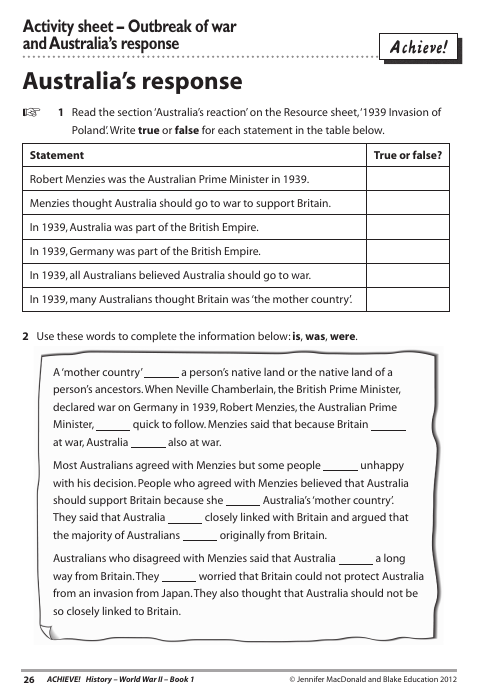 Activity sheet – Outbreak of war
and Australia's response
Achieve!
Australia's response
1 Read the section 'Australia's reaction' on the Resource sheet, '1939 Invasion of
Poland'. Write true or false for each statement in the table below.
Statement True or false?
Robert Menzies was the Australian Prime Minister in 1939.
Menzies thought Australia should go to war to support Britain.
In 1939, Australia was part of the British Empire.
In 1939, Germany was part of the British Empire.
In 1939, all Australians believed Australia should go to war.
In 1939, many Australians thought Britain was 'the mother country'.
2 Use these words to complete the information below: is, was, were.
A 'mother country' ______ a person's native land or the native land of a
person's ancestors. When Neville Chamberlain, the British Prime Minister,
declared war on Germany in 1939, Robert Menzies, the Australian Prime
Minister, ______ quick to follow. Menzies said that because Britain ______
at war, Australia ______ also at war.
Most Australians agreed with Menzies but some people ______ unhappy
with his decision. People who agreed with Menzies believed that Australia
should support Britain because she ______ Australia's 'mother country'.
They said that Australia ______ closely linked with Britain and argued that
the majority of Australians ______ originally from Britain.
Australians who disagreed with Menzies said that Australia ______ a long
way from Britain. They ______ worried that Britain could not protect Australia
from an invasion from Japan. They also thought that Australia should not be
so closely linked to Britain.
26 ACHIEVE! History – World War II – Book 1 © Jennifer MacDonald and Blake Education 2012